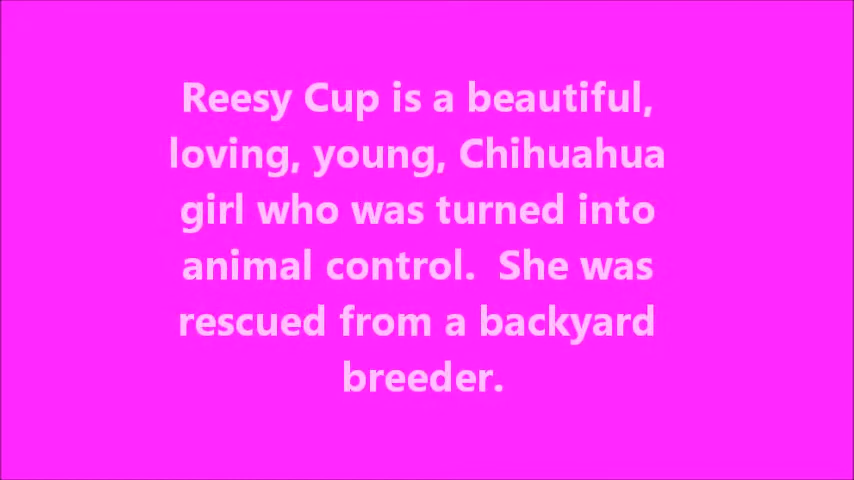 Reesy Cup is a beautiful,
loving, young, Chihuahua
girl who was turned into
animal control.  She was
rescued from a backyard
breeder.